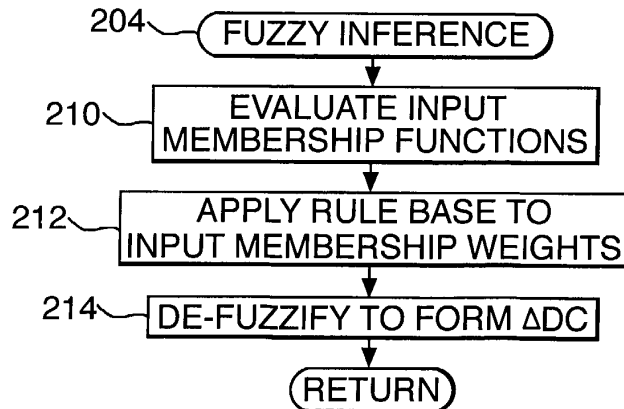 204 FUZZY INFERENCE
210 EVALUATE INPUT
MEMBERSHIP FUNCTIONS
212 APPLY RULE BASE TO
INPUT MEMBERSHIP WEIGHTS
214 DE-FUZZIFY TO FORM ΔDC
RETURN